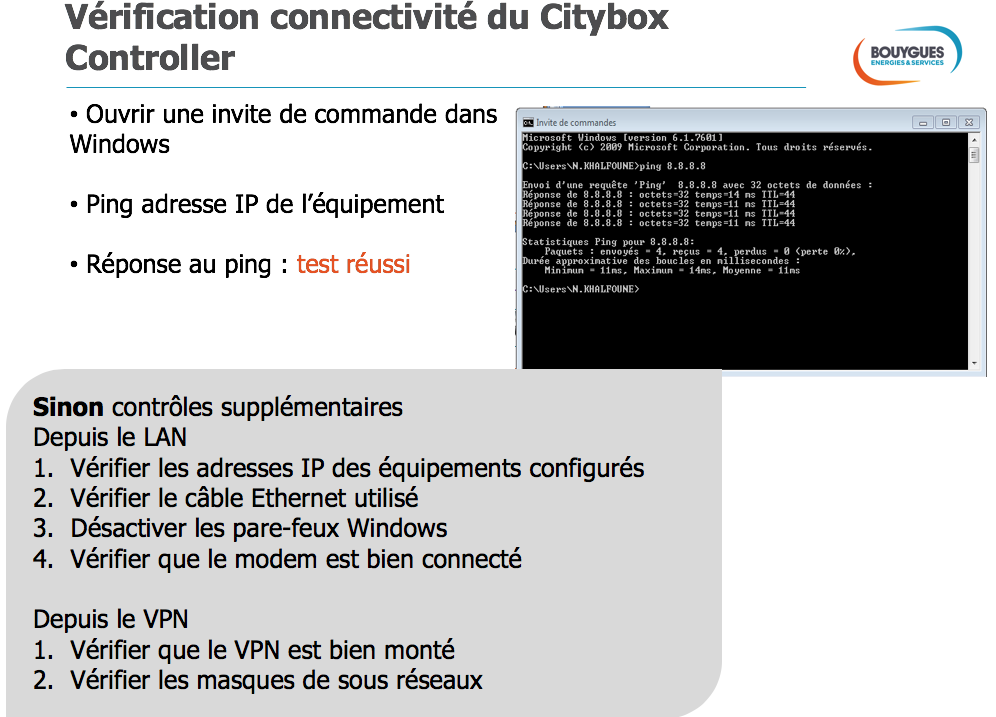 Vérification connectivité du Citybox
Controller
BOUYGUES
ENERGIES & SERVICES
• Ouvrir une invite de commande dans
Windows
• Ping adresse IP de l’équipement
• Réponse au ping : test réussi
Invite de commandes
Microsoft Windows [version 6.1.7601]
Copyright (c) 2009 Microsoft Corporation. Tous droits réservés.
C:\Users\N.KHALFOUNE>ping 8.8.8.8
Envoi d'une requête 'Ping'  8.8.8.8 avec 32 octets de données :
Réponse de 8.8.8.8 : octets=32 temps=14 ms TTL=44
Réponse de 8.8.8.8 : octets=32 temps=11 ms TTL=44
Réponse de 8.8.8.8 : octets=32 temps=11 ms TTL=44
Réponse de 8.8.8.8 : octets=32 temps=11 ms TTL=44
Statistiques Ping pour 8.8.8.8:
Paquets : envoyés = 4, reçus = 4, perdus = 0 (perte 0%),
Durée approximative des boucles en millisecondes :
Minimum = 11ms, Maximum = 14ms, Moyenne = 11ms
C:\Users\N.KHALFOUNE>
Sinon contrôles supplémentaires
Depuis le LAN
1. Vérifier les adresses IP des équipements configurés
2. Vérifier le câble Ethernet utilisé
3. Désactiver les pare-feux Windows
4. Vérifier que le modem est bien connecté
Depuis le VPN
1. Vérifier que le VPN est bien monté
2. Vérifier les masques de sous réseaux